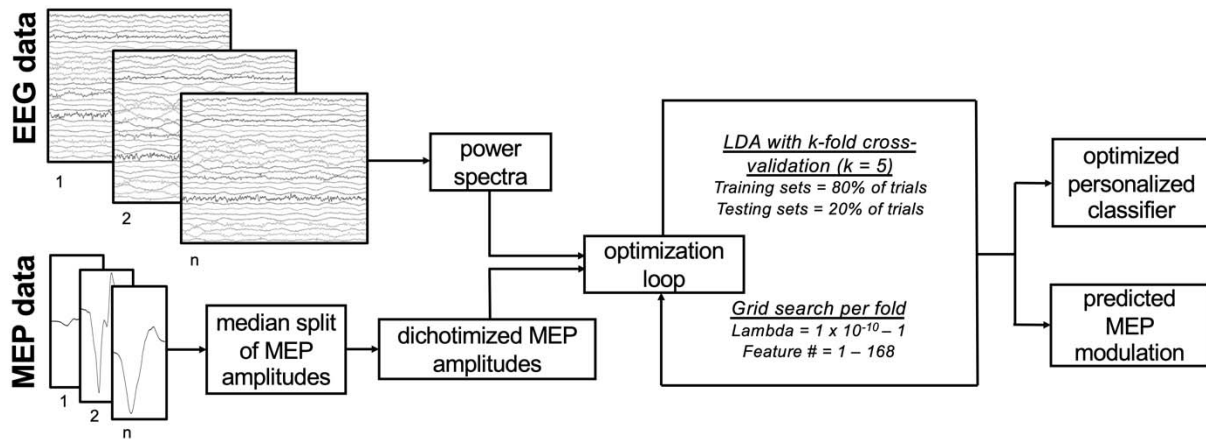 EEG data
1
2
n
power
spectra
MEP data
1
2
n
median split
of MEP
amplitudes
dichotimized MEP
amplitudes
optimization
loop
LDA with k-fold cross-
validation (k = 5)
Training sets = 80% of trials
Testing sets = 20% of trials
Grid search per fold
Lambda = 1 x 10⁻¹⁰ – 1
Feature # = 1 – 168
optimized
personalized
classifier
predicted
MEP
modulation